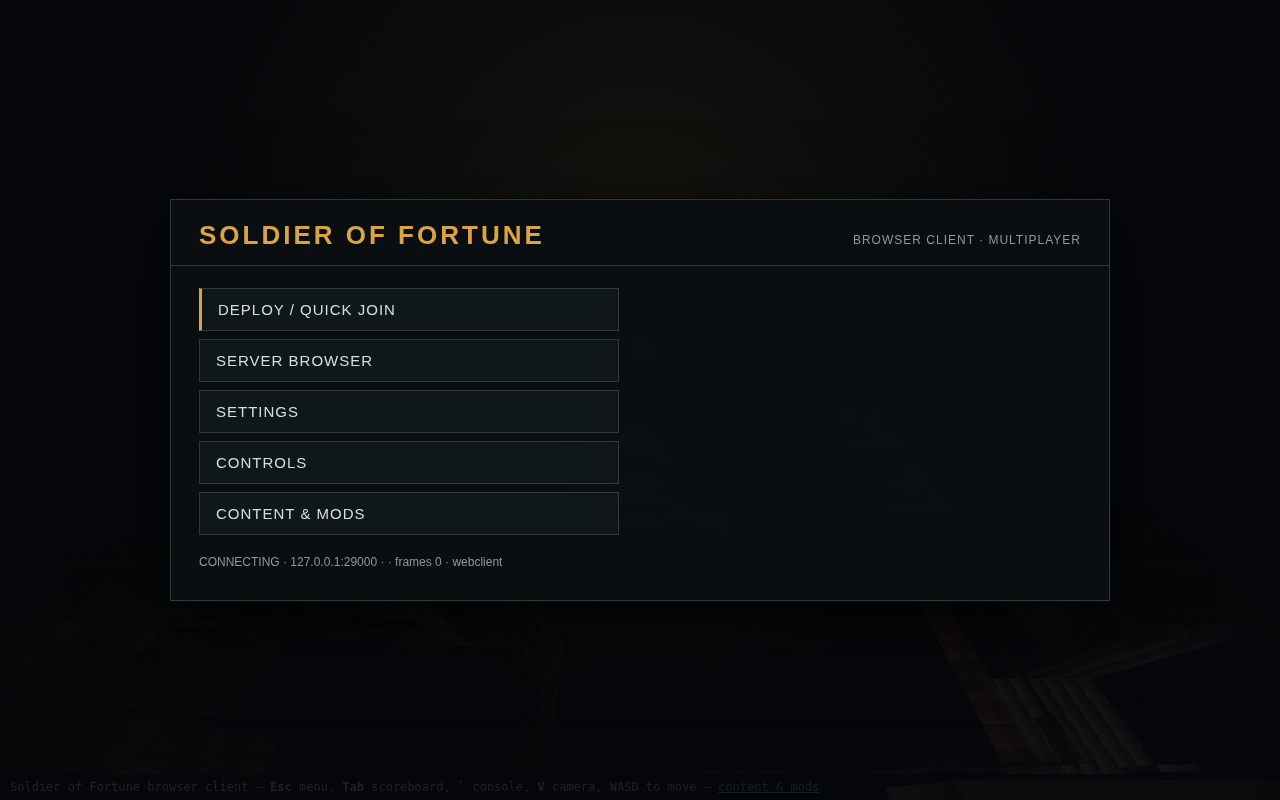 SOLDIER OF FORTUNE
BROWSER CLIENT · MULTIPLAYER
DEPLOY / QUICK JOIN
SERVER BROWSER
SETTINGS
CONTROLS
CONTENT & MODS
CONNECTING · 127.0.0.1:29000 · · frames 0 · webclient
Soldier of Fortune browser client — Esc menu, Tab scoreboard, ` console, V camera, WASD to move — content & mods